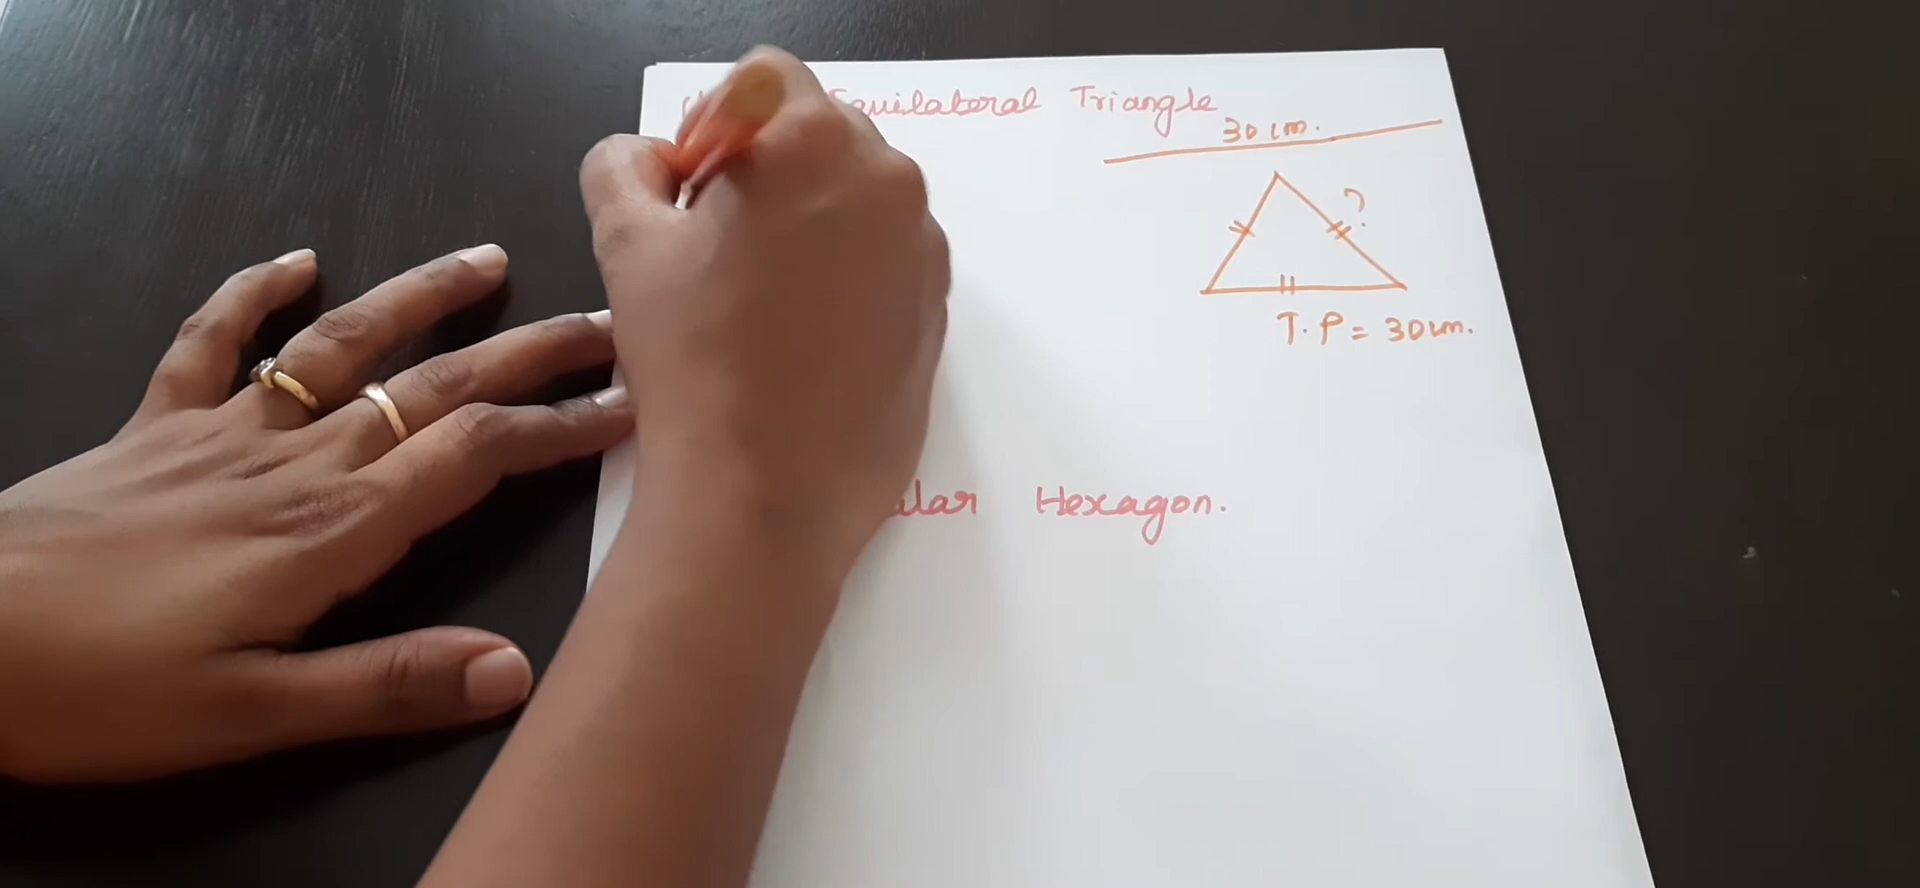 Equilateral Triangle
30 cm.
?
T.P = 30 cm.
Hexagon.